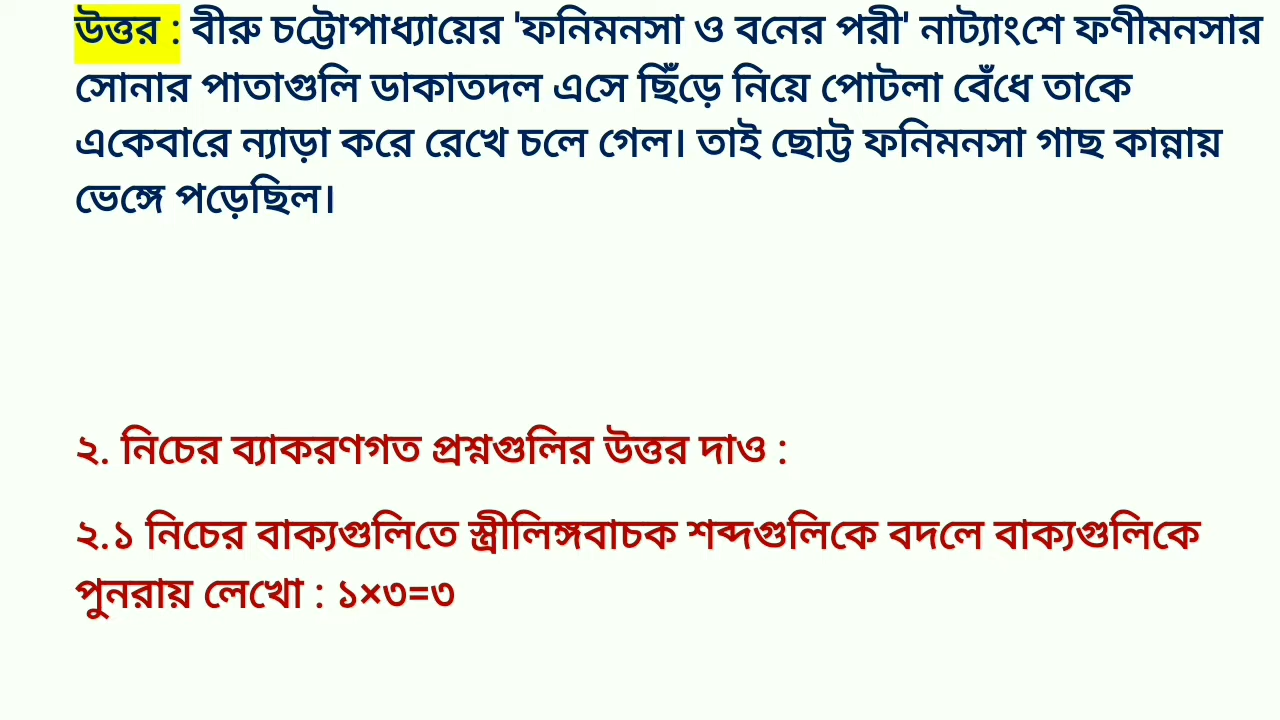 উত্তর : বীরু চট্টোপাধ্যায়ের 'ফনিমনসা ও বনের পরী' নাট্যাংশে ফণীমনসার
সোনার পাতাগুলি ডাকাতদল এসে ছিঁড়ে নিয়ে পোটলা বেঁধে তাকে
একেবারে ন্যাড়া করে রেখে চলে গেল। তাই ছোট্ট ফনিমনসা গাছ কান্নায়
ভেঙ্গে পড়েছিল।
২. নিচের ব্যাকরণগত প্রশ্নগুলির উত্তর দাও :
২.১ নিচের বাক্যগুলিতে স্ত্রীলিঙ্গবাচক শব্দগুলিকে বদলে বাক্যগুলিকে
পুনরায় লেখো : ১×৩=৩